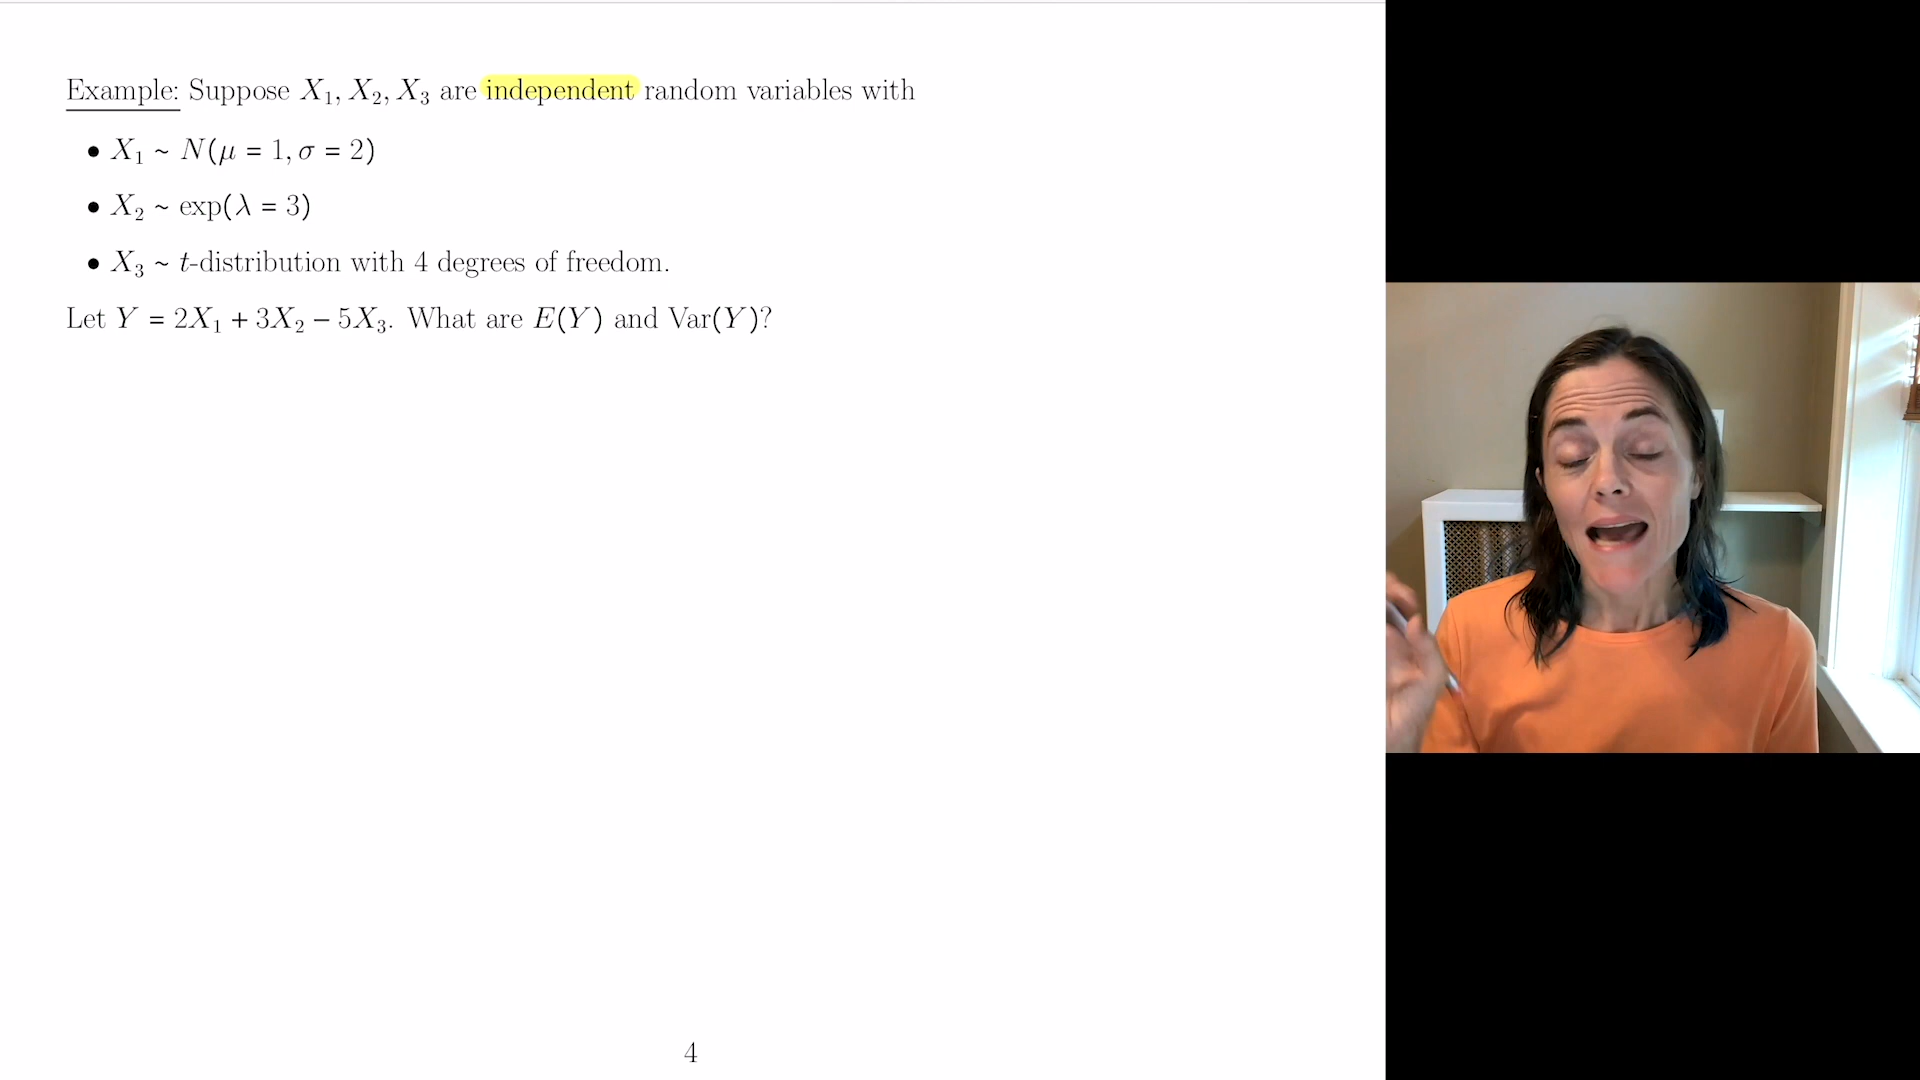 Example: Suppose X₁, X₂, X₃ are independent random variables with
• X₁ ~ N(μ = 1, σ = 2)
• X₂ ~ exp(λ = 3)
• X₃ ~ t-distribution with 4 degrees of freedom.
Let Y = 2X₁ + 3X₂ − 5X₃. What are E(Y) and Var(Y)?
4